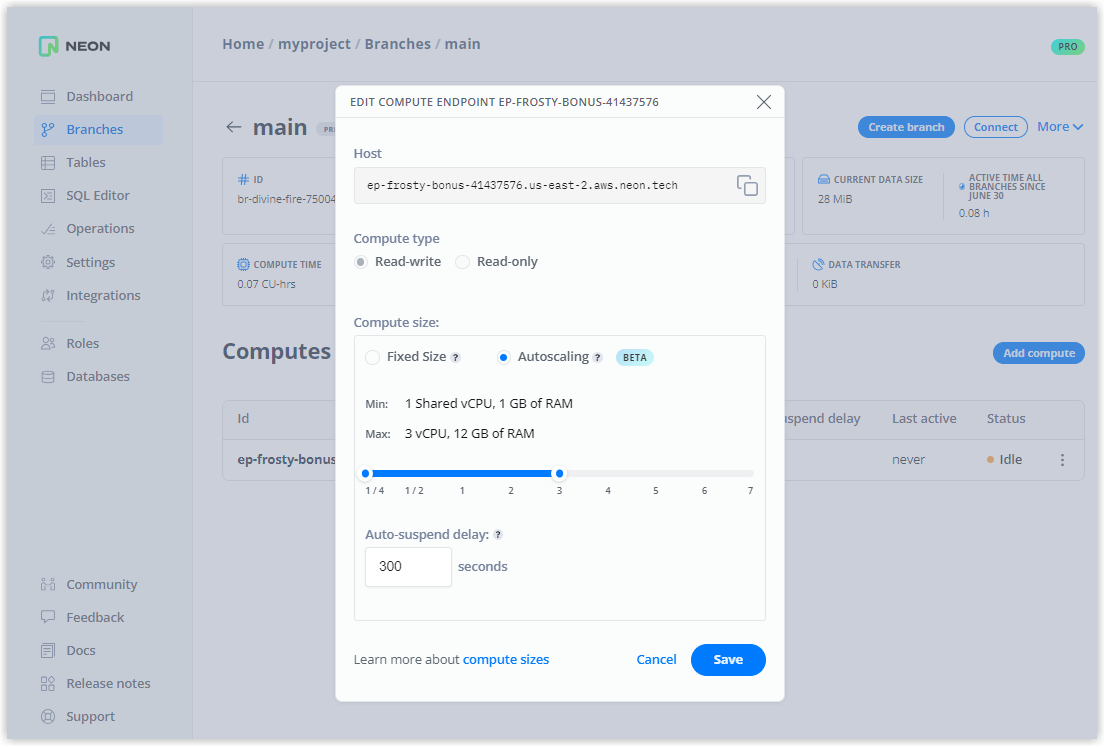 NEON
Home / myproject / Branches / main
PRO
Dashboard
Branches
Tables
SQL Editor
Operations
Settings
Integrations
Roles
Databases
Community
Feedback
Docs
Release notes
Support
main
Create branch
Connect
More
ID
br-divine-fire-75004
CURRENT DATA SIZE
28 MiB
ACTIVE TIME ALL
BRANCHES SINCE
JUNE 30
0.08 h
COMPUTE TIME
0.07 CU-hrs
DATA TRANSFER
0 KiB
Computes
Add compute
Id
uspend delay
Last active
Status
ep-frosty-bonus
never
Idle
EDIT COMPUTE ENDPOINT EP-FROSTY-BONUS-41437576
Host
ep-frosty-bonus-41437576.us-east-2.aws.neon.tech
Compute type
Read-write
Read-only
Compute size:
Fixed Size ?
Autoscaling ?
BETA
Min: 1 Shared vCPU, 1 GB of RAM
Max: 3 vCPU, 12 GB of RAM
1 / 4 1 / 2 1 2 3 4 5 6 7
Auto-suspend delay: ?
300 seconds
Learn more about compute sizes
Cancel
Save